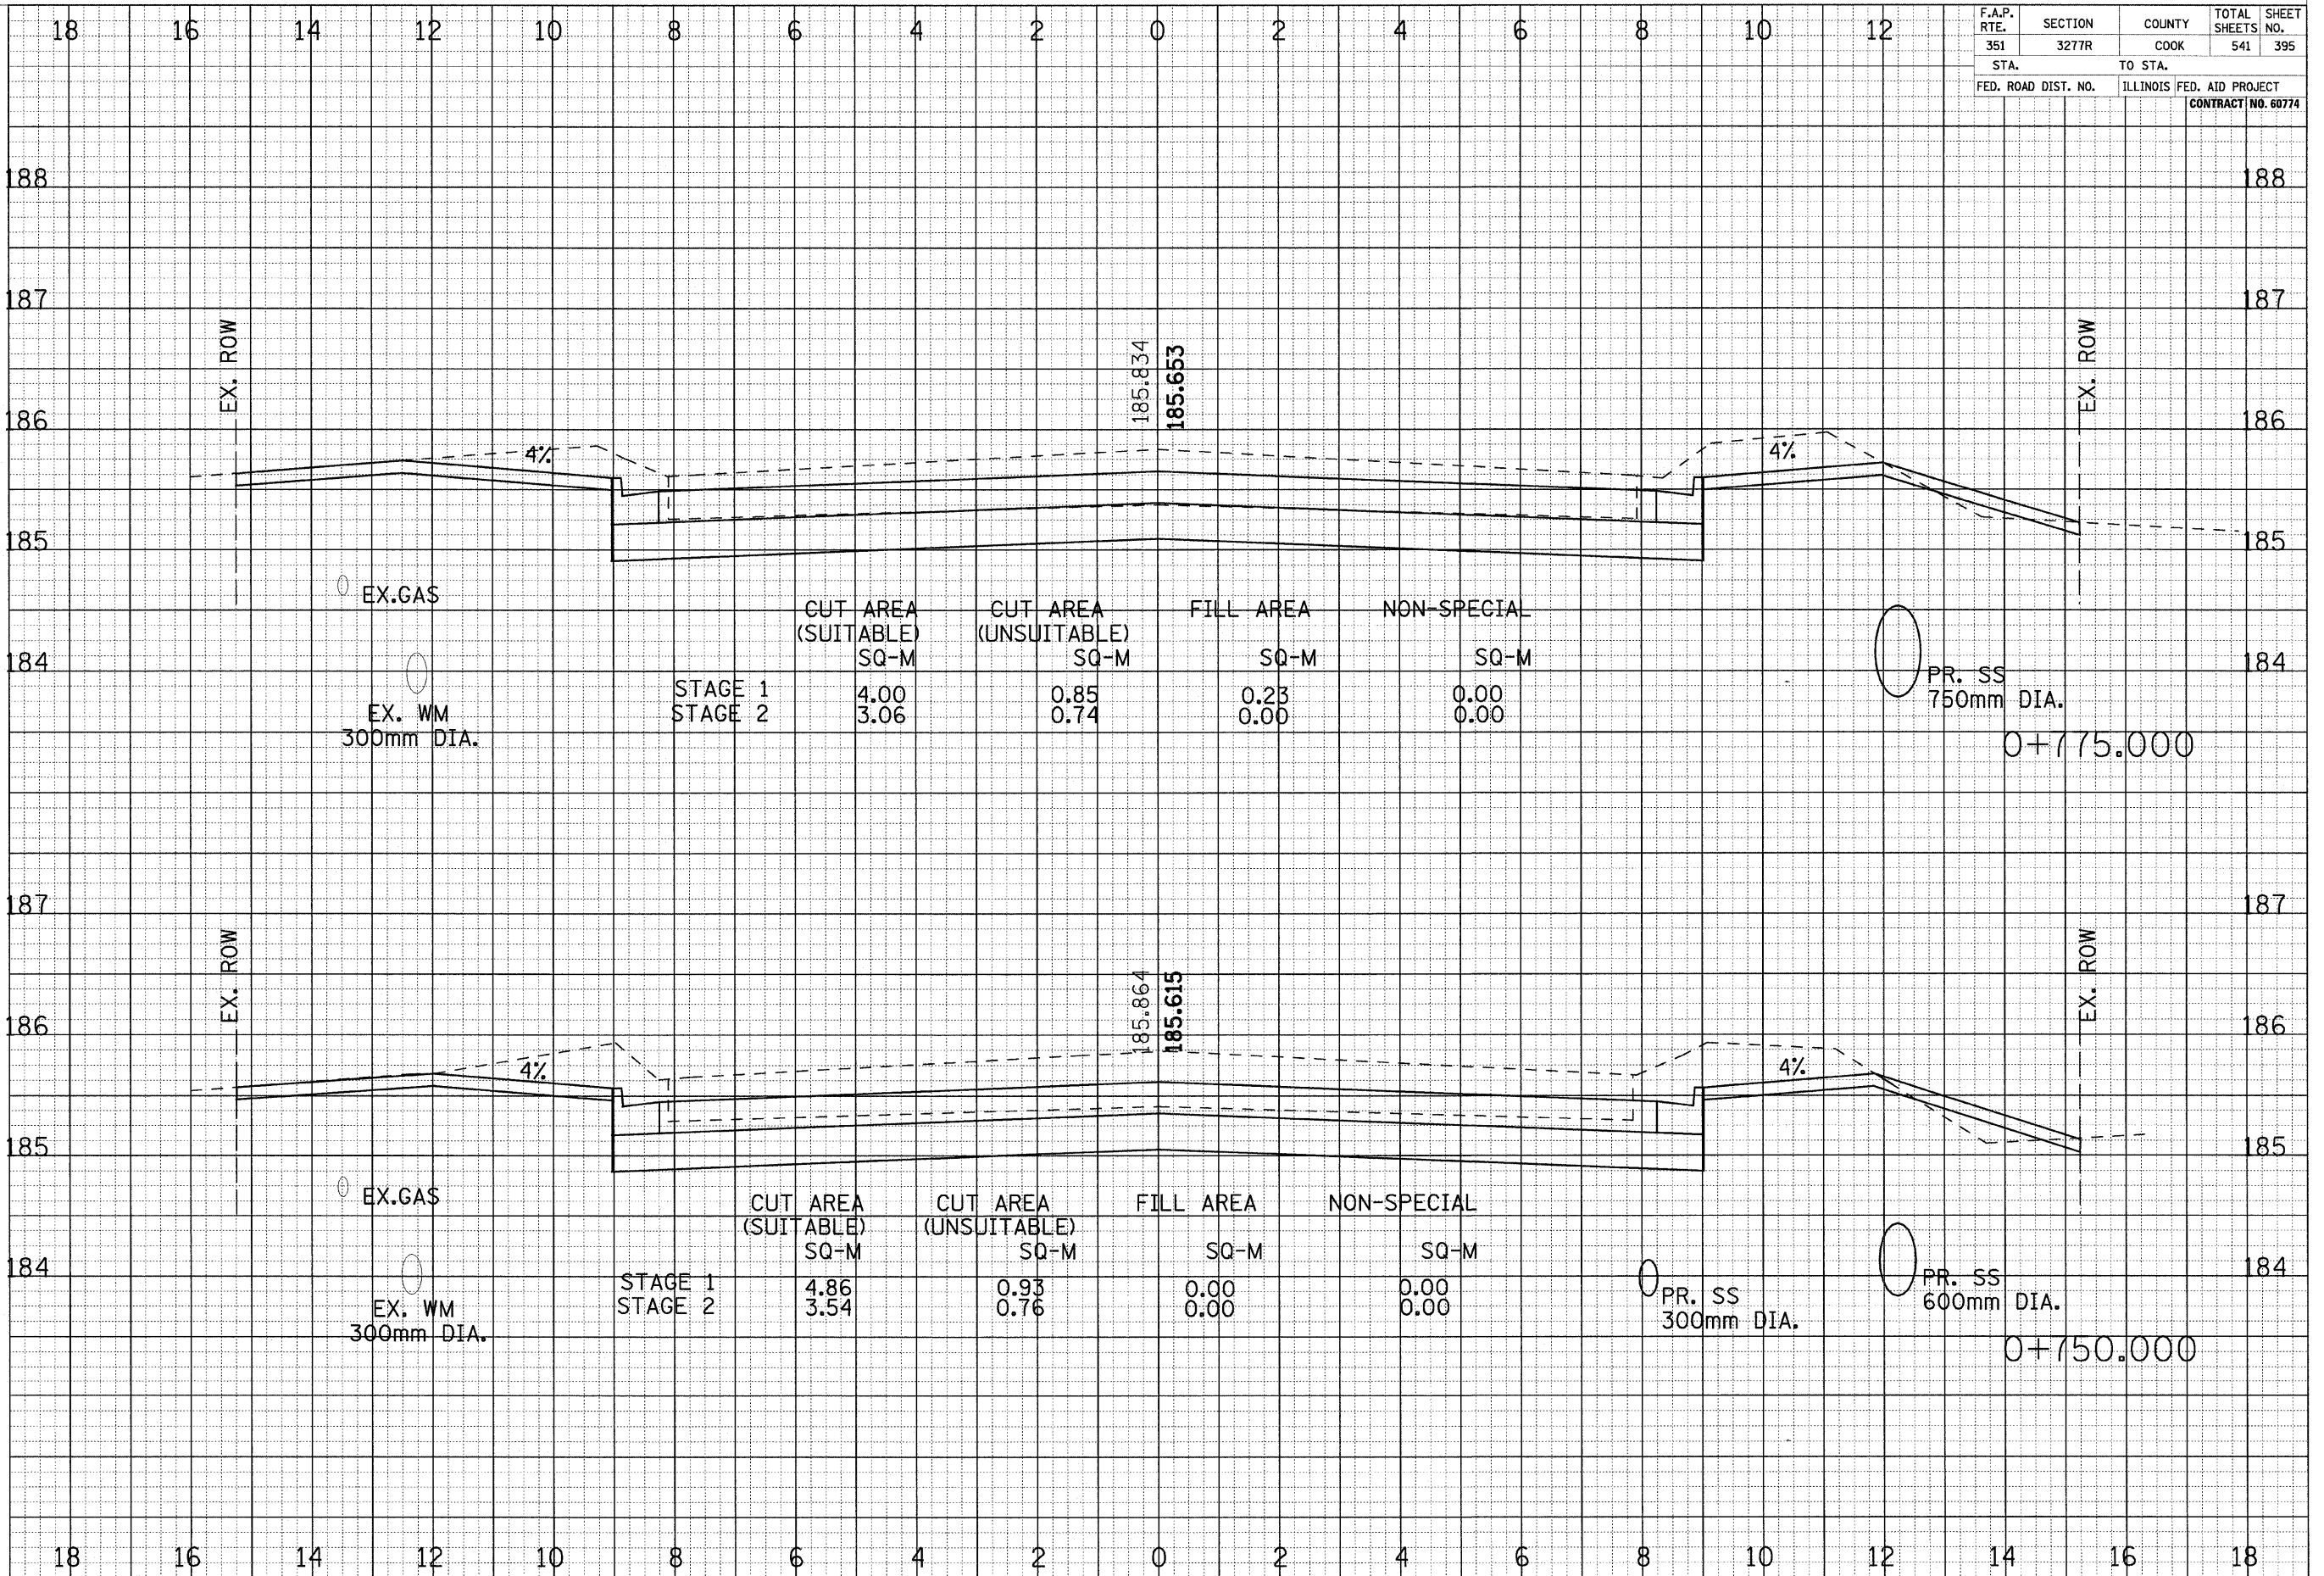 18 16 14 12 10 8 6 4 2 0 2 4 6 8 10 12
F.A.P. RTE. SECTION COUNTY TOTAL SHEETS SHEET NO.
351 3277R COOK 541 395
STA. TO STA.
FED. ROAD DIST. NO. ILLINOIS FED. AID PROJECT
CONTRACT NO. 60774
188 188
187 187
EX. ROW
185.834
185.653
EX. ROW
186 186
4%
4%
185 185
EX.GAS
CUT AREA CUT AREA FILL AREA NON-SPECIAL
(SUITABLE) (UNSUITABLE)
SQ-M SQ-M SQ-M SQ-M
184 184
STAGE 1 4.00 0.85 0.23 0.00
STAGE 2 3.06 0.74 0.00 0.00
EX. WM
300mm DIA.
PR. SS
750mm DIA.
0+775.000
187 187
EX. ROW
185.864
185.615
EX. ROW
186 186
4%
4%
185 185
EX.GAS
CUT AREA CUT AREA FILL AREA NON-SPECIAL
(SUITABLE) (UNSUITABLE)
SQ-M SQ-M SQ-M SQ-M
184 184
STAGE 1 4.86 0.93 0.00 0.00
STAGE 2 3.54 0.76 0.00 0.00
EX. WM
300mm DIA.
PR. SS
300mm DIA.
PR. SS
600mm DIA.
0+750.000
18 16 14 12 10 8 6 4 2 0 2 4 6 8 10 12 14 16 18